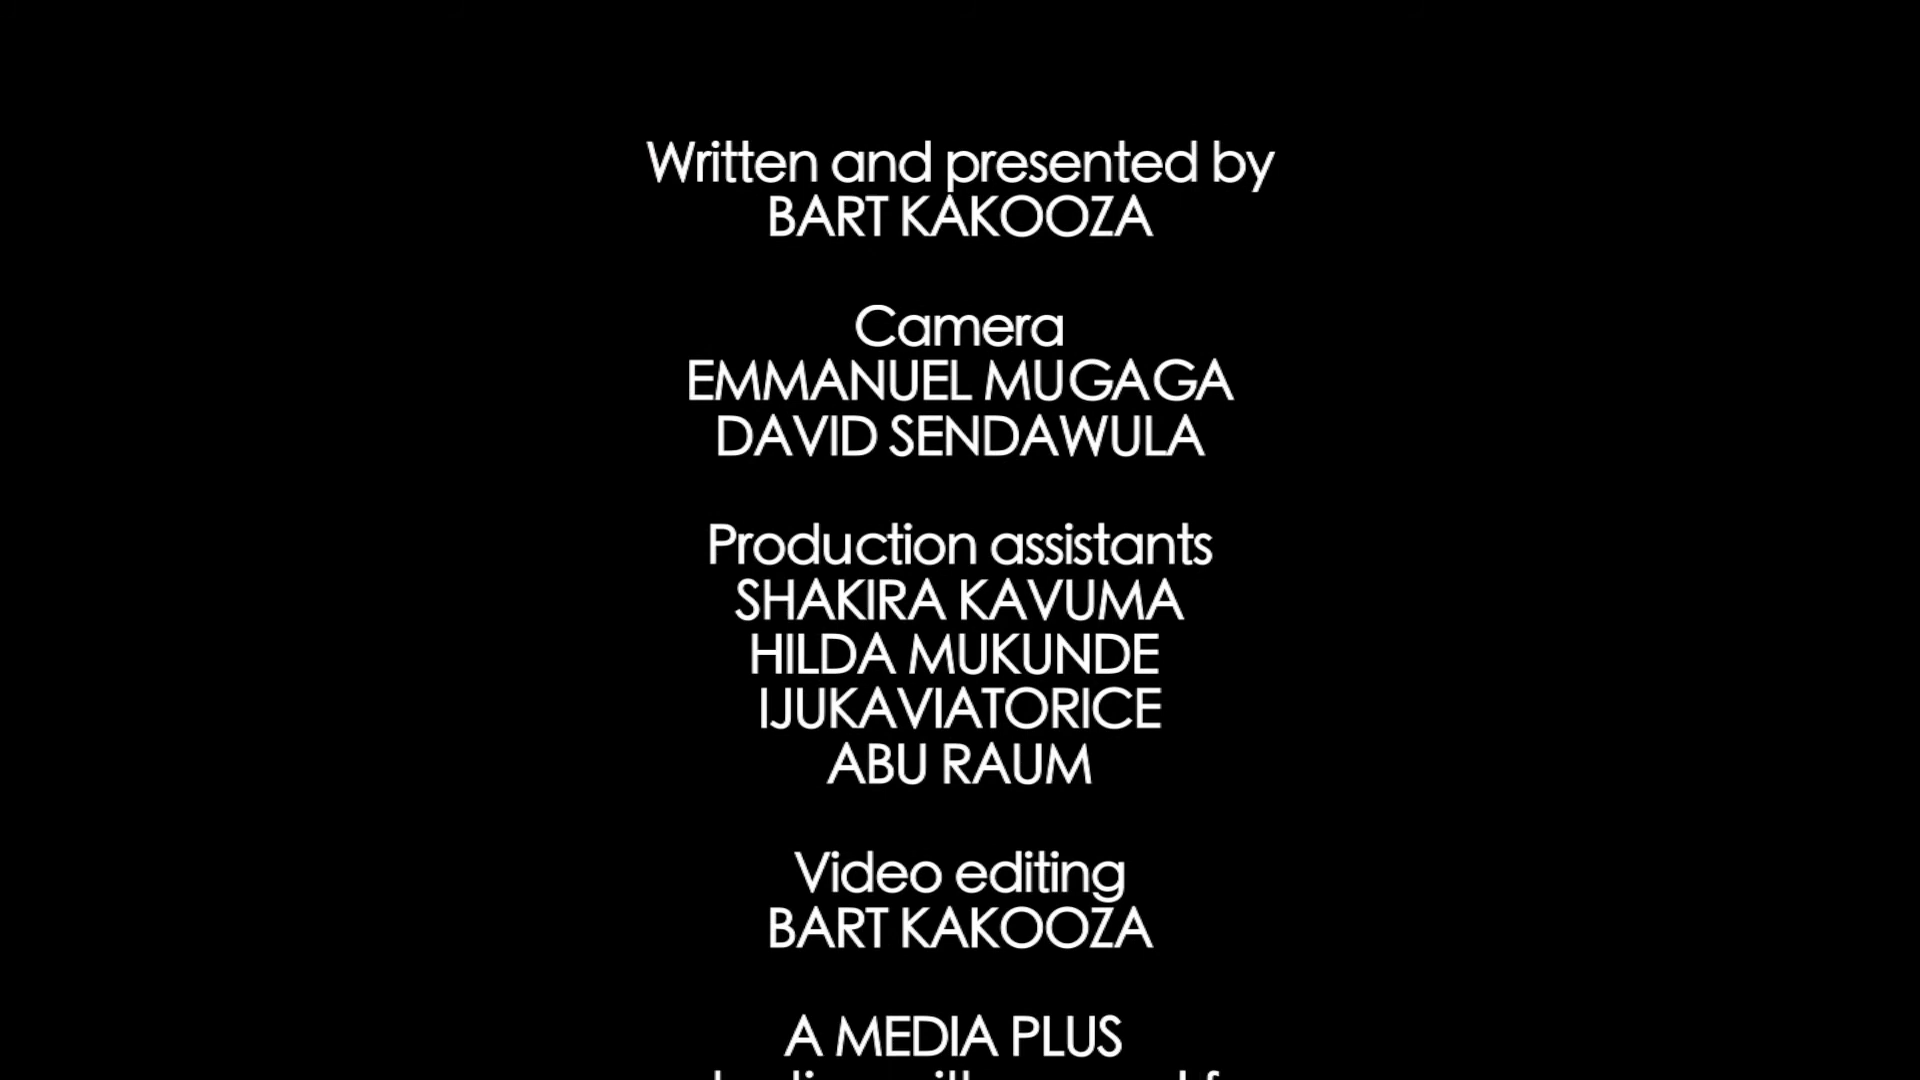 Written and presented by
BART KAKOOZA
Camera
EMMANUEL MUGAGA
DAVID SENDAWULA
Production assistants
SHAKIRA KAVUMA
HILDA MUKUNDE
IJUKAVIATORICE
ABU RAUM
Video editing
BART KAKOOZA
A MEDIA PLUS